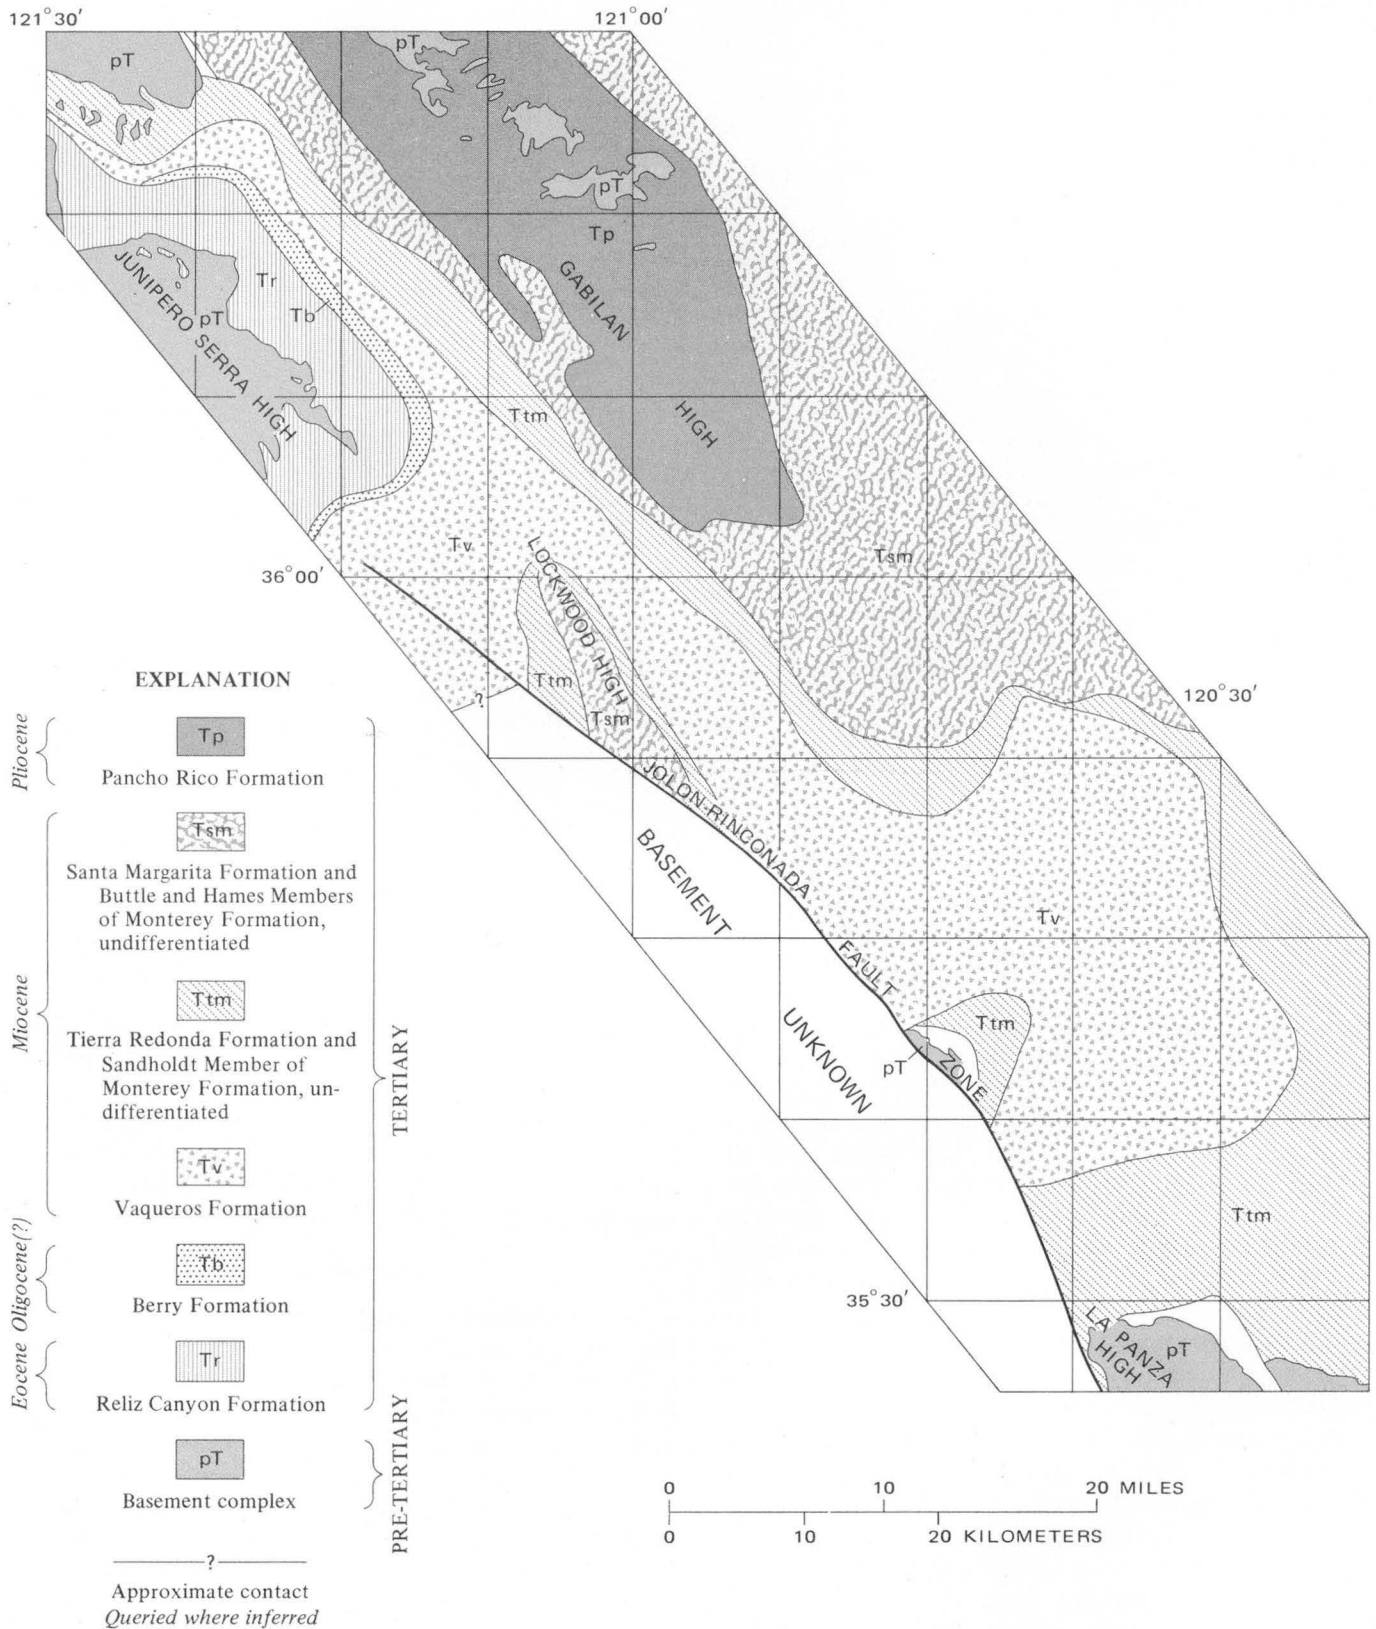 121°30′
121°00′
pT
pT
pT
Tp
GABILAN
HIGH
JUNIPERO SERRA HIGH
pT
Tr
Tb
Ttm
Tv
36°00′
LOCKWOOD HIGH
Ttm
Tsm
Tsm
?
120°30′
JOLON-RINCONADA
FAULT
ZONE
BASEMENT
UNKNOWN
Tv
Ttm
pT
Ttm
35°30′
LA PANZA
HIGH
pT
EXPLANATION
Pliocene
Tp
Pancho Rico Formation
Miocene
Tsm
Santa Margarita Formation and
Buttle and Hames Members
of Monterey Formation,
undifferentiated
Ttm
Tierra Redonda Formation and
Sandholdt Member of
Monterey Formation, un-
differentiated
Tv
Vaqueros Formation
Oligocene(?)
Tb
Berry Formation
Eocene
Tr
Reliz Canyon Formation
TERTIARY
pT
Basement complex
PRE-TERTIARY
?
Approximate contact
Queried where inferred
0 10 20 MILES
0 10 20 KILOMETERS